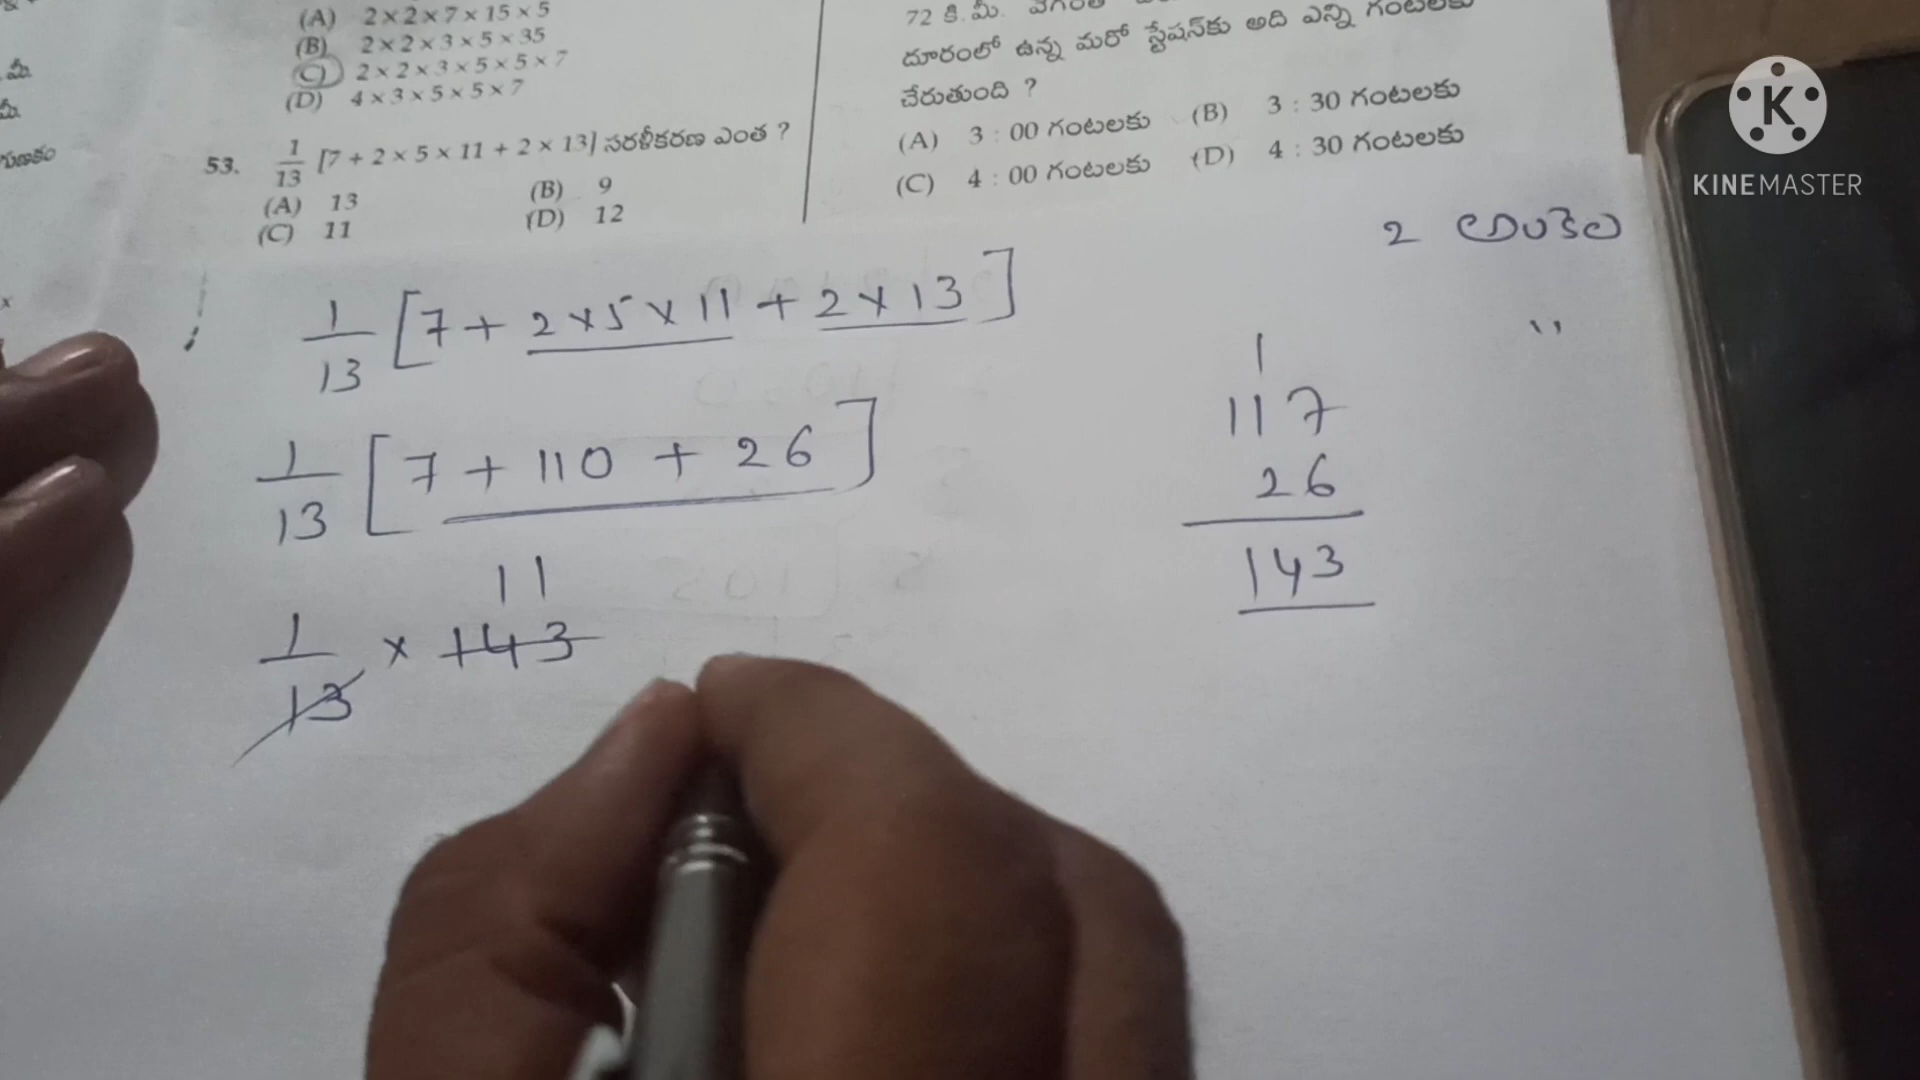 (A) 2 × 2 × 7 × 15 × 5
(B) 2 × 2 × 3 × 5 × 35
(C) 2 × 2 × 3 × 5 × 5 × 7
(D) 4 × 3 × 5 × 5 × 7
53. 1/13 [7 + 2 × 5 × 11 + 2 × 13] సరళీకరణ ఎంత ?
(A) 13 (B) 9
(C) 11 (D) 12
72 కి.మీ.
దూరంలో ఉన్న మరో స్టేషన్‌కు అది ఎన్ని గంటలకు
చేరుతుంది ?
(A) 3 : 00 గంటలకు (B) 3 : 30 గంటలకు
(C) 4 : 00 గంటలకు (D) 4 : 30 గంటలకు
మీ.
x
KINEMASTER
2 అంకెల
"
1/13 [7 + 2 × 5 × 11 + 2 × 13]
1/13 [7 + 110 + 26]
11
1/13 × 143
1
117
26
143